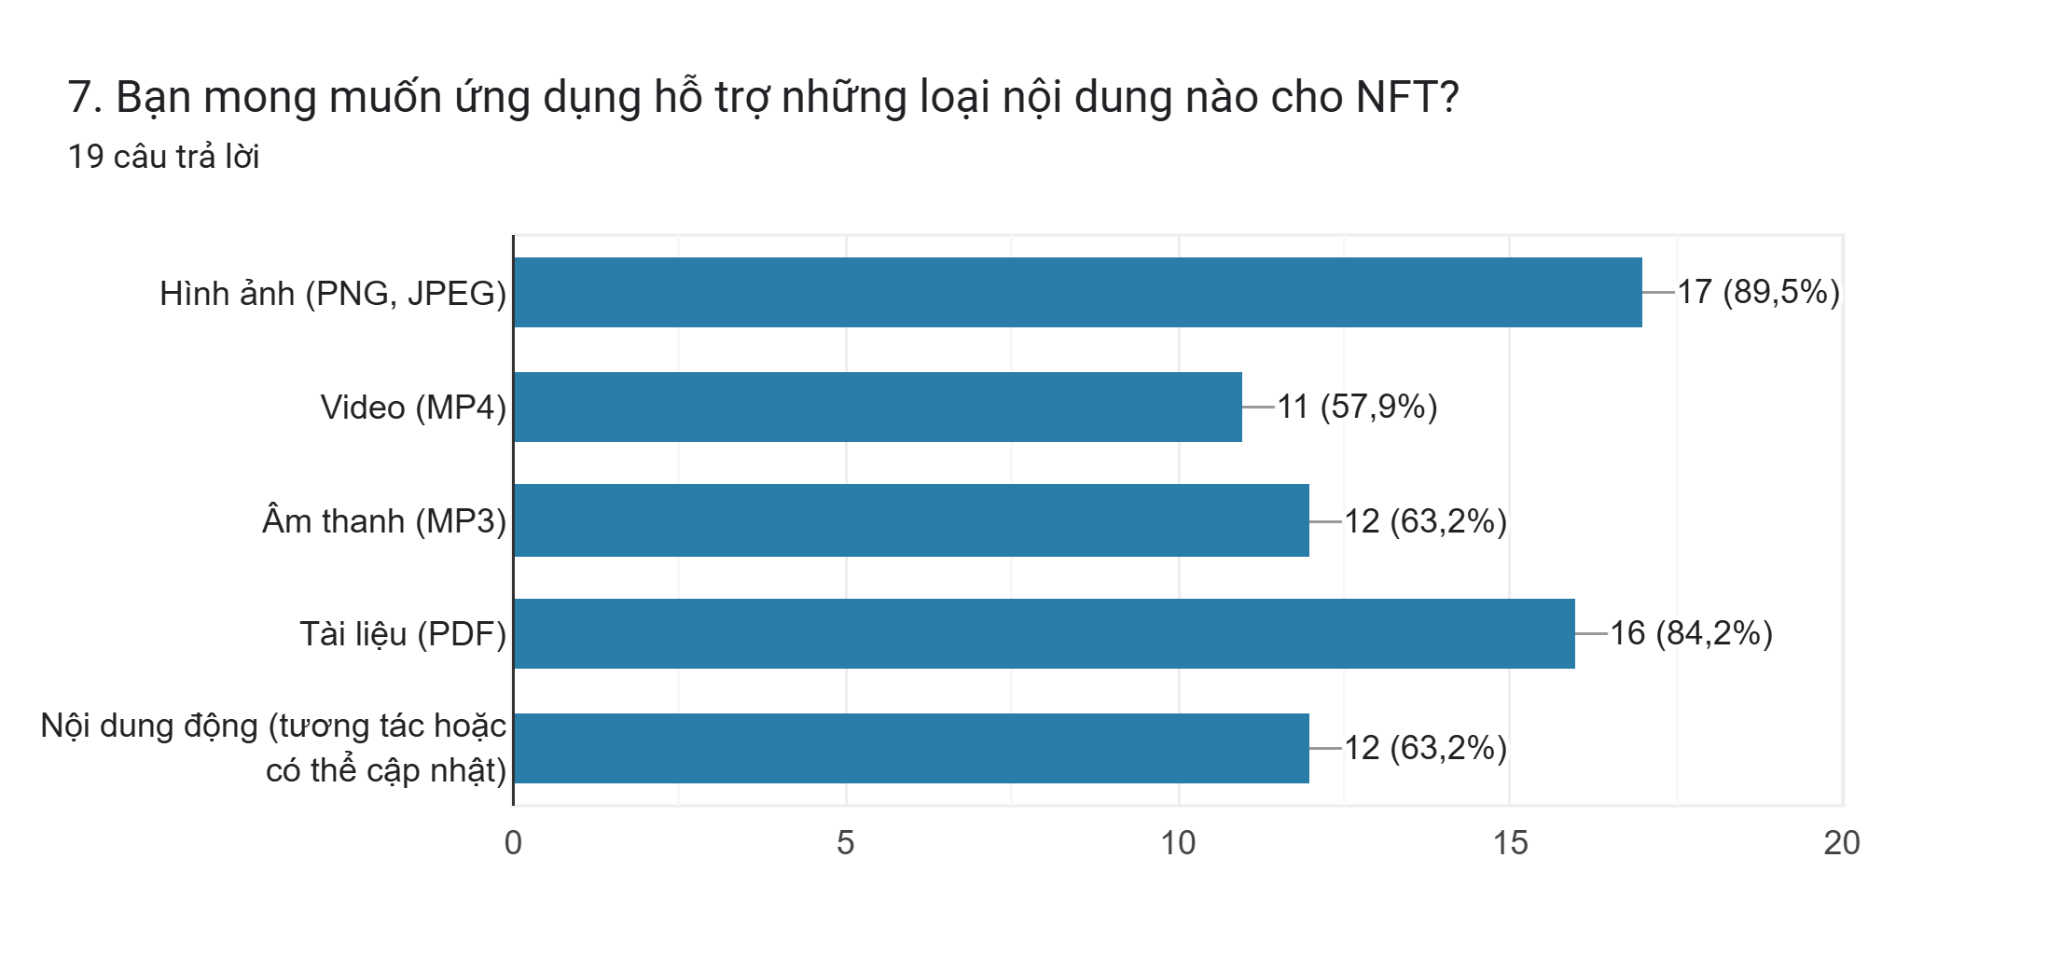 7. Bạn mong muốn ứng dụng hỗ trợ những loại nội dung nào cho NFT?
19 câu trả lời
Hình ảnh (PNG, JPEG)
17 (89,5%)
Video (MP4)
11 (57,9%)
Âm thanh (MP3)
12 (63,2%)
Tài liệu (PDF)
16 (84,2%)
Nội dung động (tương tác hoặc
có thể cập nhật)
12 (63,2%)
0 5 10 15 20